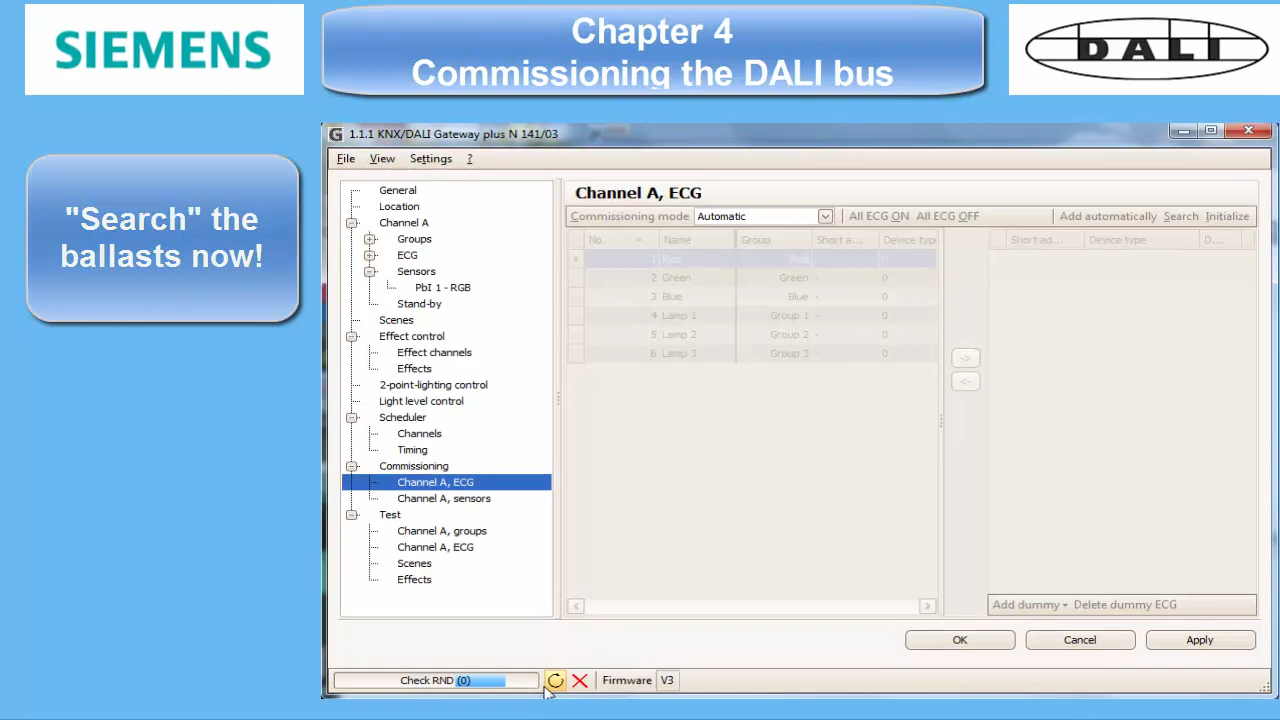 SIEMENS
Chapter 4
Commissioning the DALI bus
DALI
"Search" the
ballasts now!
1.1.1 KNX/DALI Gateway plus N 141/03
File View Settings ?
General
Location
Channel A
Groups
ECG
Sensors
PbI 1 - RGB
Stand-by
Scenes
Effect control
Effect channels
Effects
2-point-lighting control
Light level control
Scheduler
Channels
Timing
Commissioning
Channel A, ECG
Channel A, sensors
Test
Channel A, groups
Channel A, ECG
Scenes
Effects
Channel A, ECG
Commissioning mode Automatic All ECG ON All ECG OFF Add automatically Search Initialize
No. Name Group Short a... Device typ
1 Red Red - 0
2 Green Green - 0
3 Blue Blue - 0
4 Lamp 1 Group 1 - 0
5 Lamp 2 Group 2 - 0
6 Lamp 3 Group 3 - 0
-> 
<-
Short ad... Device type D...
Add dummy Delete dummy ECG
OK Cancel Apply
Check RND (0) Firmware V3